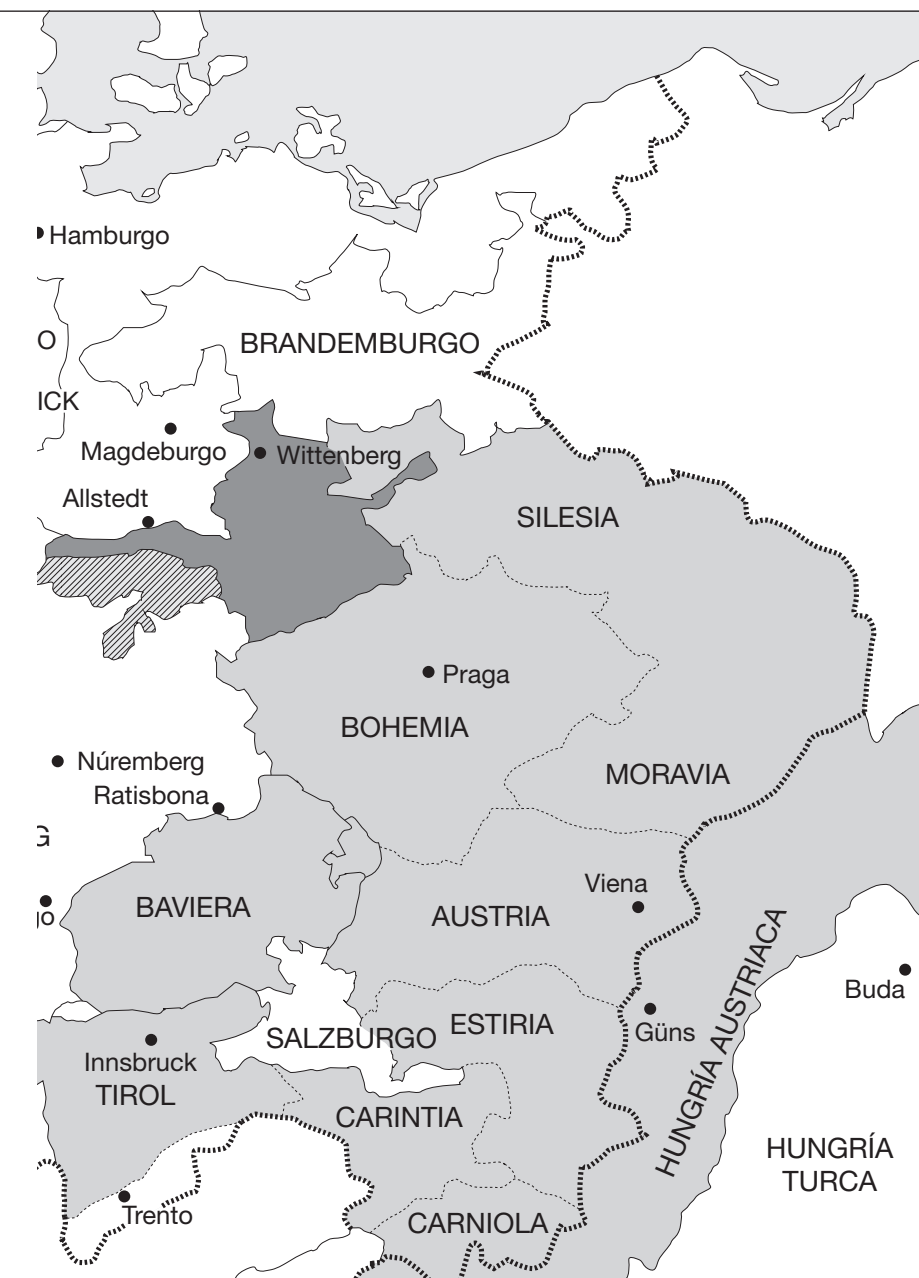 Hamburgo
O
BRANDEMBURGO
ICK
Magdeburgo
Wittenberg
Allstedt
SILESIA
Praga
BOHEMIA
Núremberg
MORAVIA
Ratisbona
G
Viena
BAVIERA
AUSTRIA
go
HUNGRÍA AUSTRIACA
Buda
ESTIRIA
Güns
SALZBURGO
Innsbruck
TIROL
CARINTIA
HUNGRÍA
TURCA
Trento
CARNIOLA